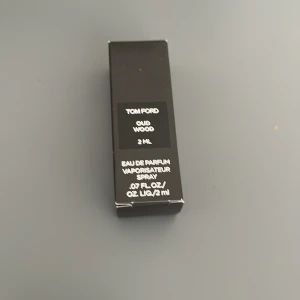 TOM FORD
OUD
WOOD
2 ML
EAU DE PARFUM
VAPORISATEUR
SPRAY
.07 FL.OZ./
OZ. LIQ./2 ml